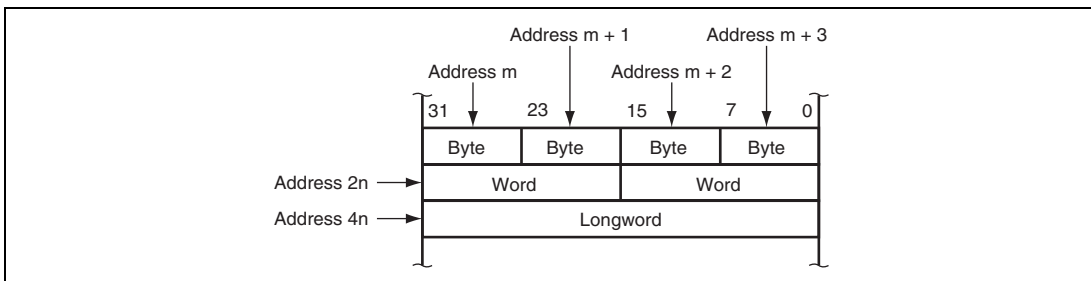 Address m + 1 Address m + 3
Address m Address m + 2
31 23 15 7 0
Byte Byte Byte Byte
Address 2n Word Word
Address 4n Longword